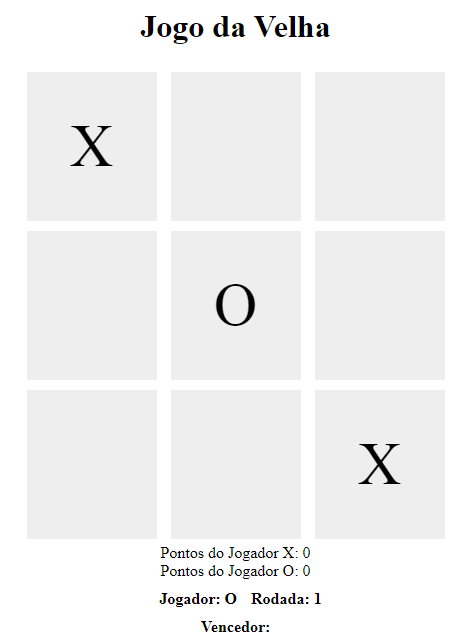 Jogo da Velha
X
O
X
Pontos do Jogador X: 0
Pontos do Jogador O: 0
Jogador: O Rodada: 1
Vencedor: